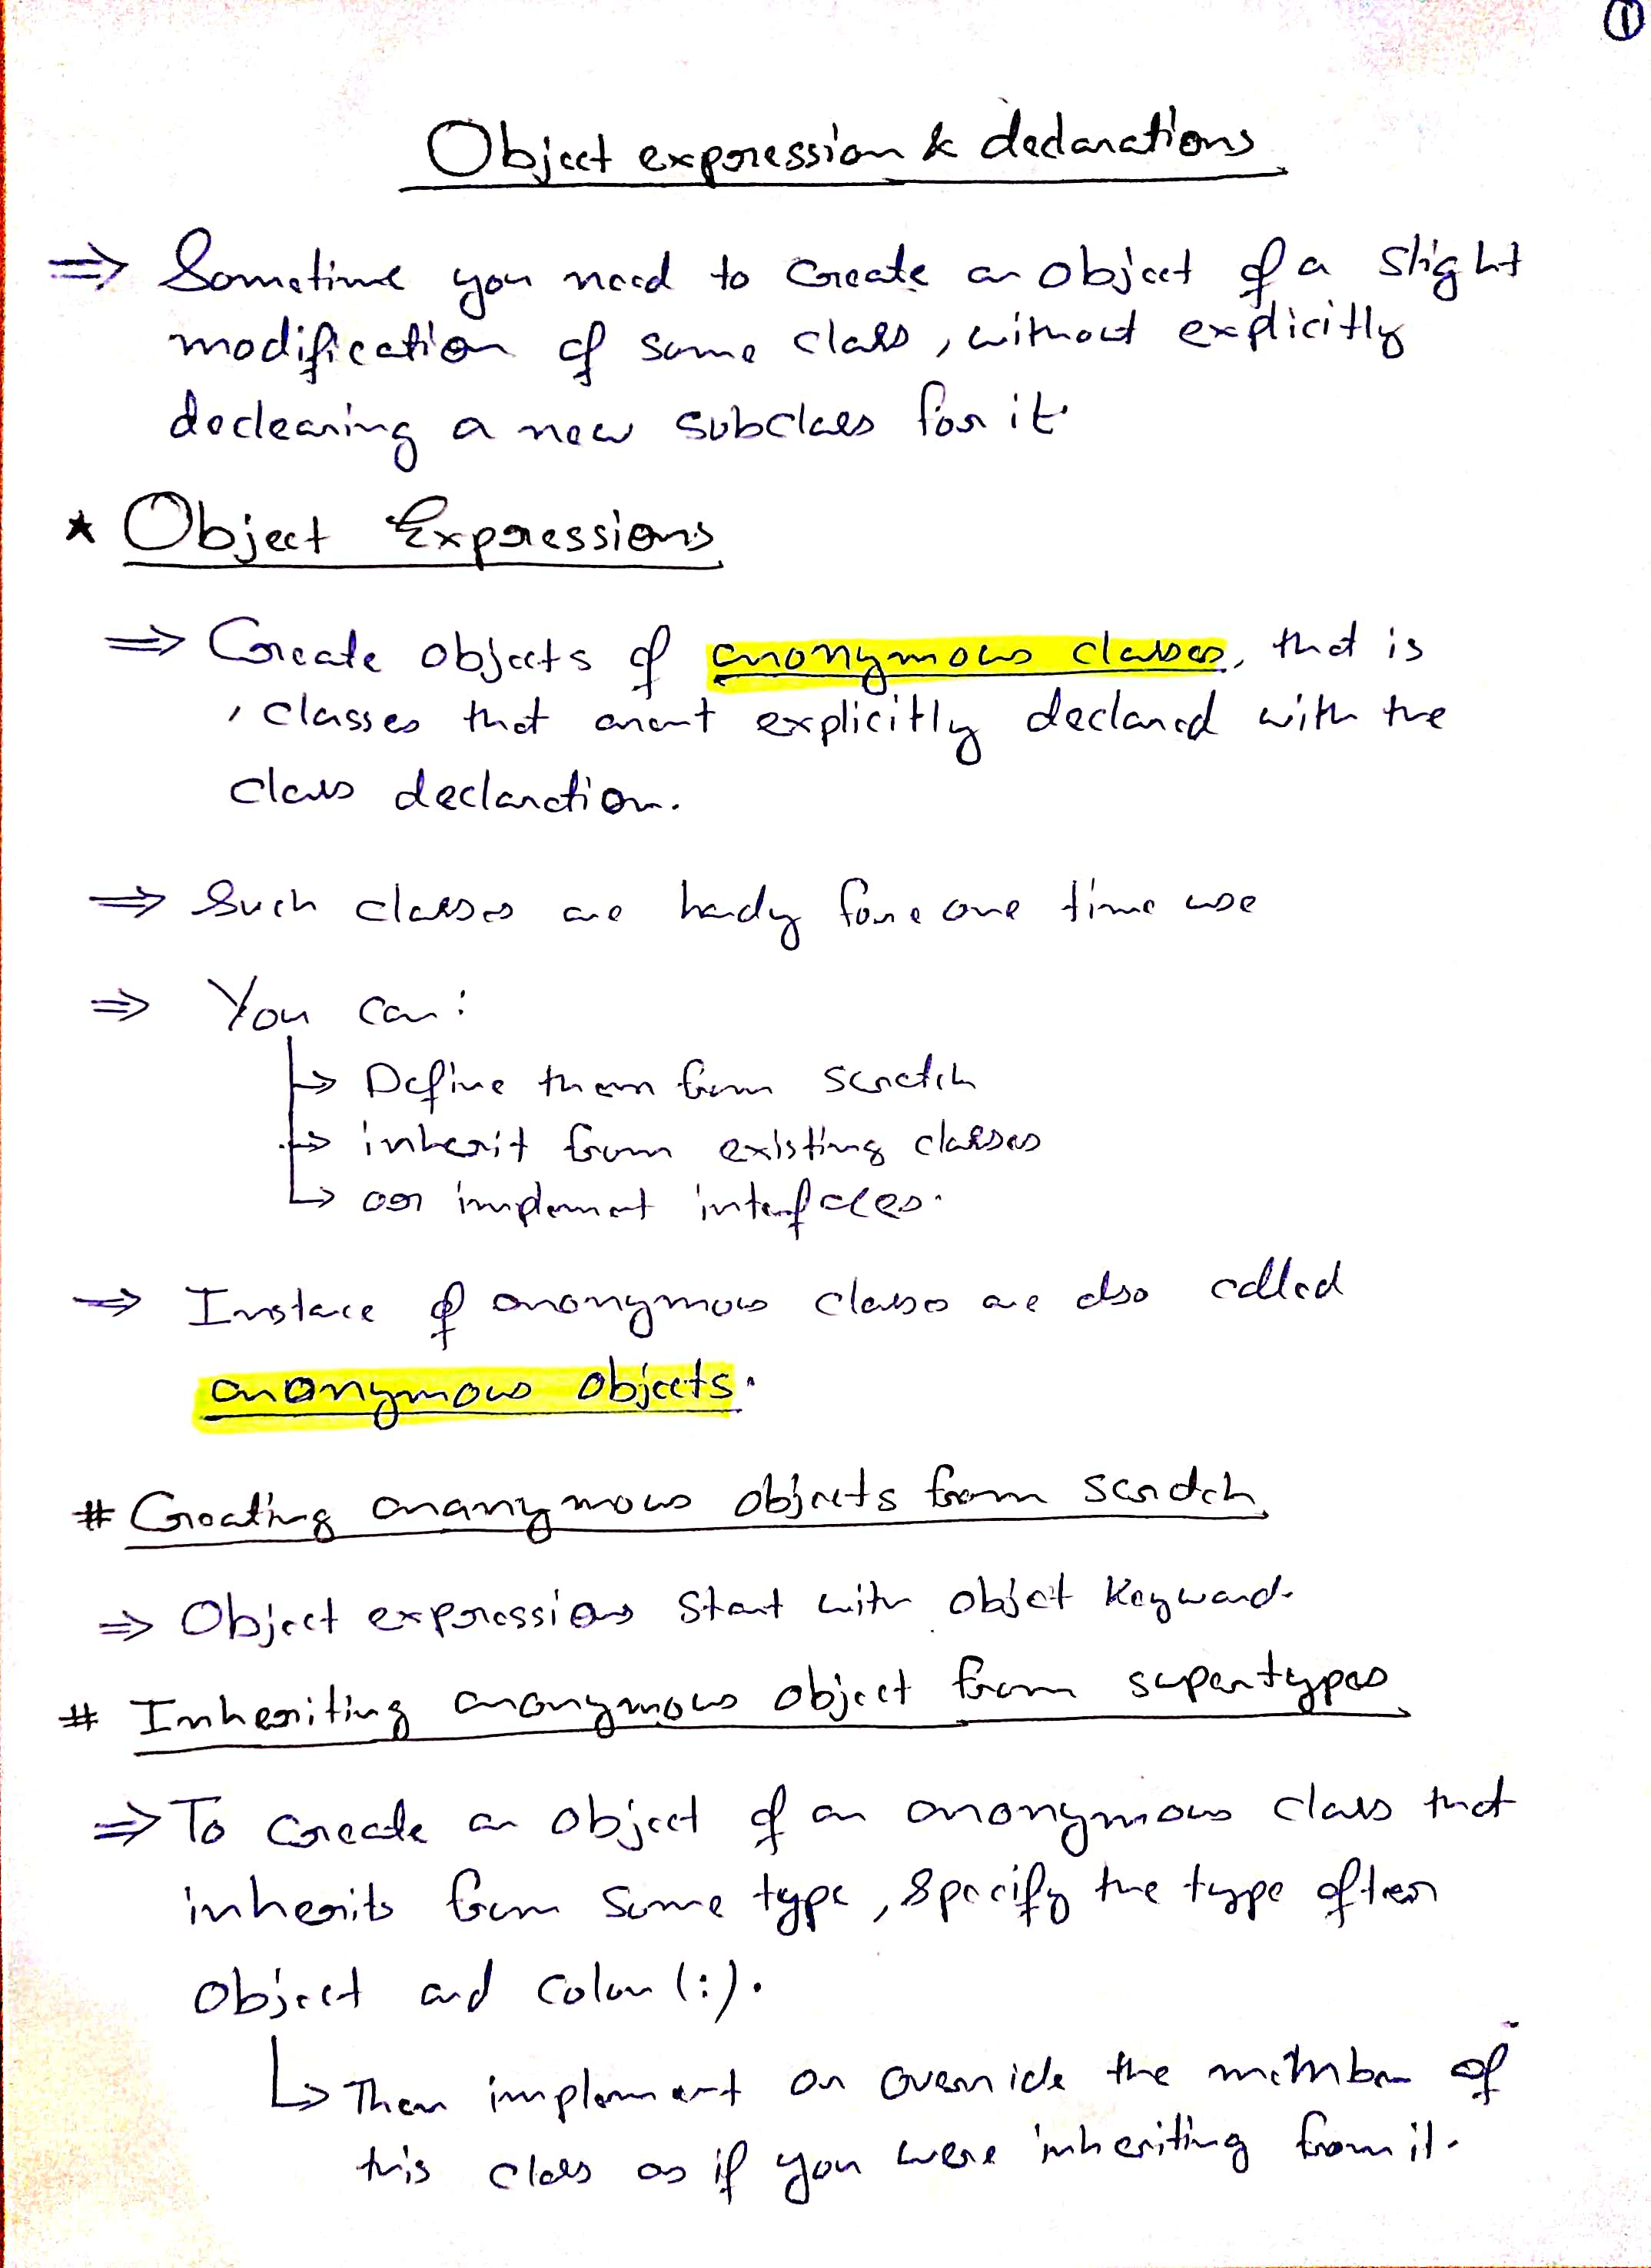 ①
Object expression & declarations
⇒ Sometime you need to create an object of a slight
modification of some class, without explicitly
declearing a new subclass for it.
★ Object Expressions
⇒ Create objects of anonymous classes, that is
, classes that arent explicitly declared with the
class declaration.
⇒ Such classes are handy fore one time use
⇒ You can:
↳ Define them from scratch
↳ inherit from existing classes
↳ or implement interfaces.
⇒ Instace of anonymous classes are also called
anonymous objects.
# Creating ananymous objects from scratch
⇒ Object expressions start with object keyword.
# Inheriting anonymous object from supertypes
⇒ To create an object of an anonymous class that
inherits from some type, specify the type after
object and colon (:).
↳ Then implement or override the member of
this class as if you were inheriting from it.